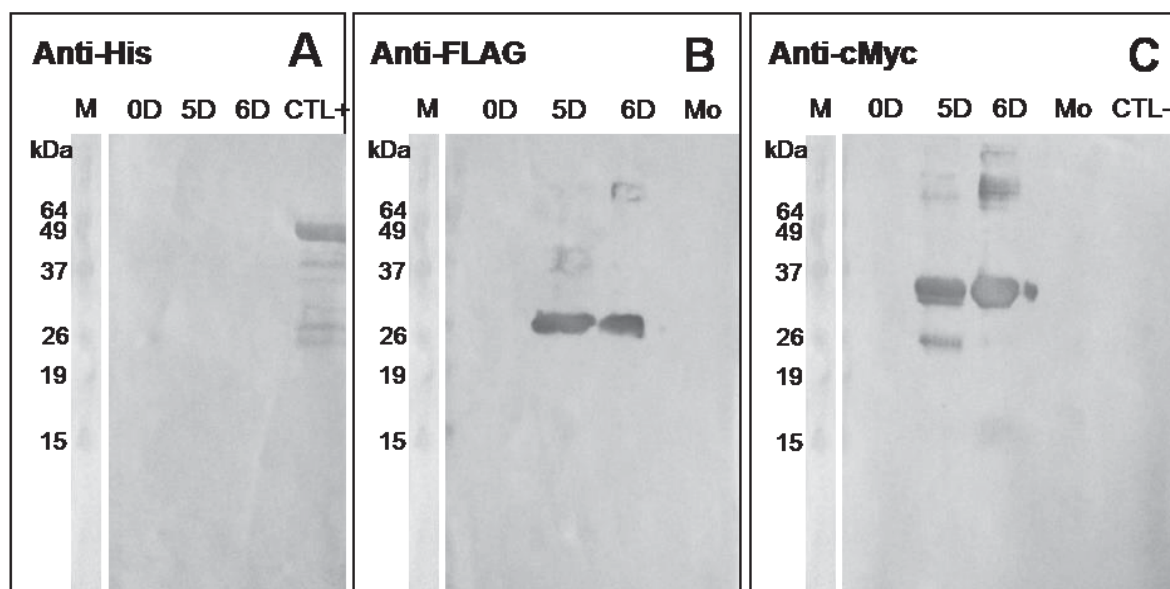 Anti-His A
M 0D 5D 6D CTL+
kDa
64
49
37
26
19
15
Anti-FLAG B
M 0D 5D 6D Mo
kDa
64
49
37
26
19
15
Anti-cMyc C
M 0D 5D 6D Mo CTL-
kDa
64
49
37
26
19
15